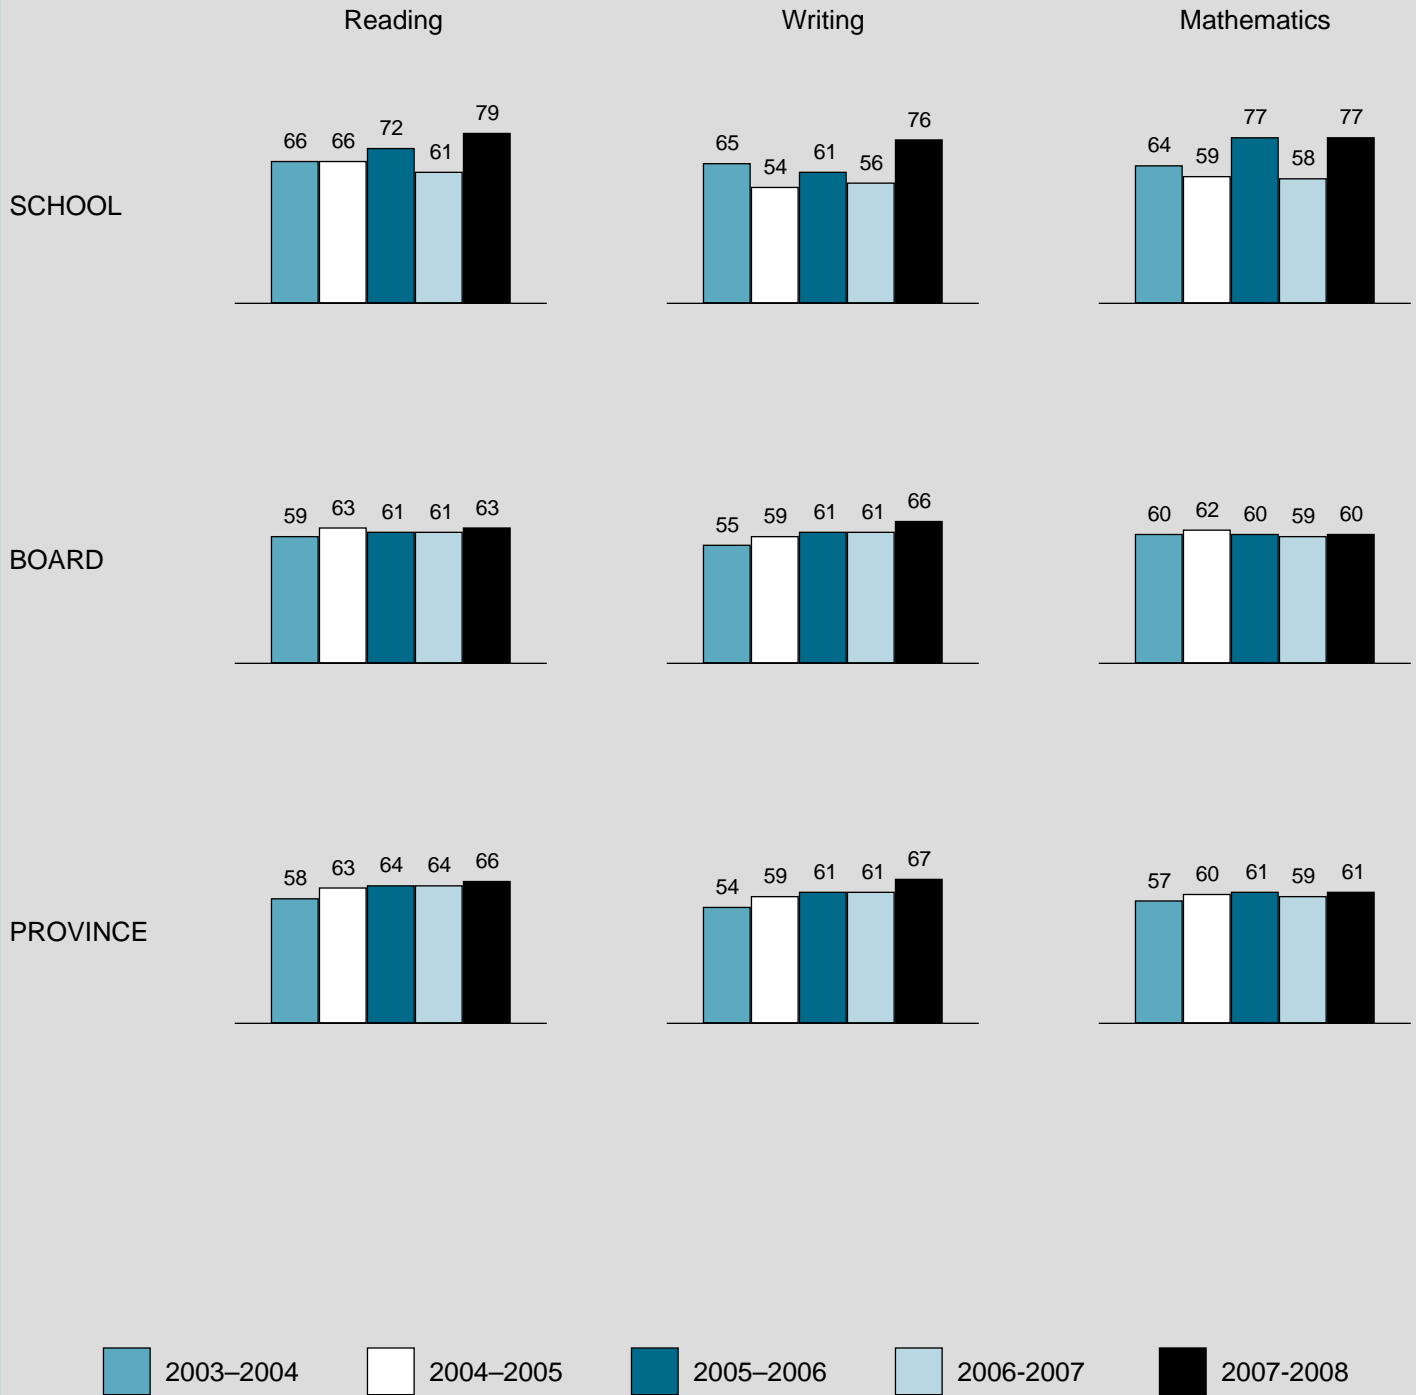 Reading Writing Mathematics
SCHOOL
66 66 72 61 79
65 54 61 56 76
64 59 77 58 77
BOARD
59 63 61 61 63
55 59 61 61 66
60 62 60 59 60
PROVINCE
58 63 64 64 66
54 59 61 61 67
57 60 61 59 61
2003–2004 2004–2005 2005–2006 2006-2007 2007-2008